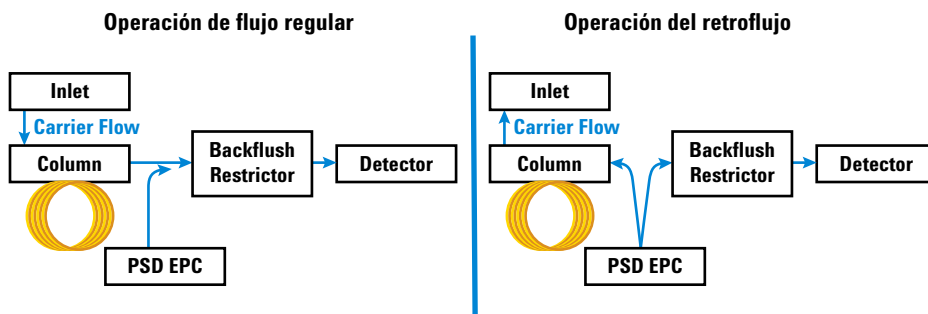 Operación de flujo regular
Inlet
Carrier Flow
Column
Backflush
Restrictor
Detector
PSD EPC
Operación del retroflujo
Inlet
Carrier Flow
Column
Backflush
Restrictor
Detector
PSD EPC